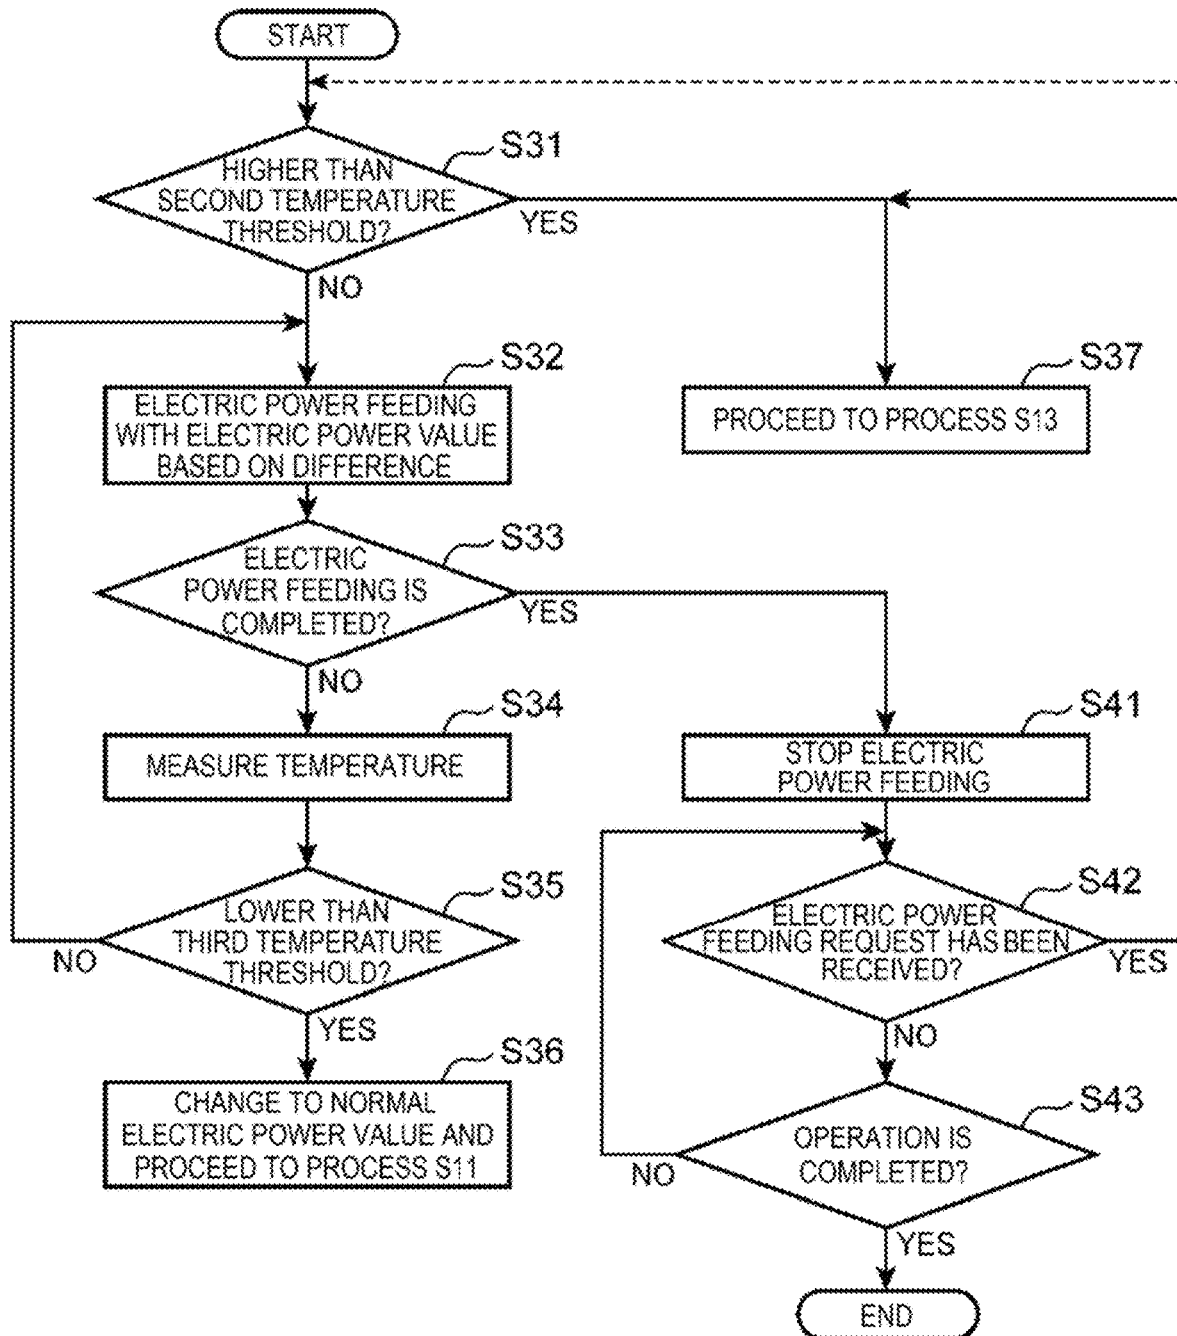 START
S31
HIGHER THAN
SECOND TEMPERATURE
THRESHOLD?
YES
NO
S32
ELECTRIC POWER FEEDING
WITH ELECTRIC POWER VALUE
BASED ON DIFFERENCE
S37
PROCEED TO PROCESS S13
S33
ELECTRIC
POWER FEEDING IS
COMPLETED?
YES
NO
S34
MEASURE TEMPERATURE
S41
STOP ELECTRIC
POWER FEEDING
S35
LOWER THAN
THIRD TEMPERATURE
THRESHOLD?
NO
YES
S42
ELECTRIC POWER
FEEDING REQUEST HAS BEEN
RECEIVED?
YES
NO
S36
CHANGE TO NORMAL
ELECTRIC POWER VALUE AND
PROCEED TO PROCESS S11
S43
OPERATION IS
COMPLETED?
NO
YES
END